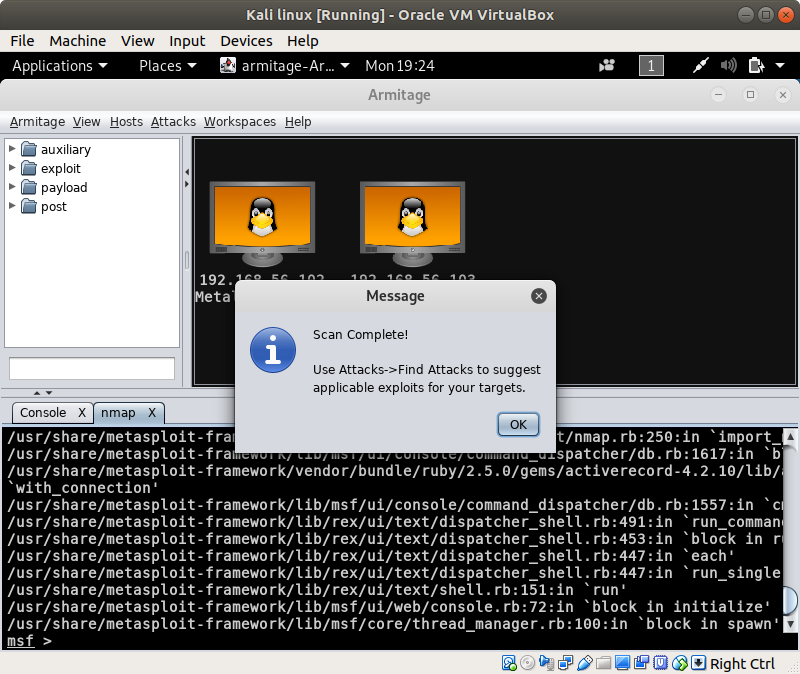 Kali linux [Running] - Oracle VM VirtualBox
File Machine View Input Devices Help
Applications Places armitage-Ar... Mon 19:24 1
Armitage
Armitage View Hosts Attacks Workspaces Help
auxiliary
exploit
payload
post
Message
Scan Complete!
Use Attacks->Find Attacks to suggest
applicable exploits for your targets.
OK
Console X nmap X
/usr/share/metasploit-fram t/nmap.rb:250:in `import_
/usr/share/metasploit-framework/lib/msf/ui/console/command_dispatcher/db.rb:1617:in `b
/usr/share/metasploit-framework/vendor/bundle/ruby/2.5.0/gems/activerecord-4.2.10/lib/a
`with_connection'
/usr/share/metasploit-framework/lib/msf/ui/console/command_dispatcher/db.rb:1557:in `c
/usr/share/metasploit-framework/lib/rex/ui/text/dispatcher_shell.rb:491:in `run_comman
/usr/share/metasploit-framework/lib/rex/ui/text/dispatcher_shell.rb:453:in `block in r
/usr/share/metasploit-framework/lib/rex/ui/text/dispatcher_shell.rb:447:in `each'
/usr/share/metasploit-framework/lib/rex/ui/text/dispatcher_shell.rb:447:in `run_single
/usr/share/metasploit-framework/lib/rex/ui/text/shell.rb:151:in `run'
/usr/share/metasploit-framework/lib/msf/ui/web/console.rb:72:in `block in initialize'
/usr/share/metasploit-framework/lib/msf/core/thread_manager.rb:100:in `block in spawn'
msf >
Right Ctrl